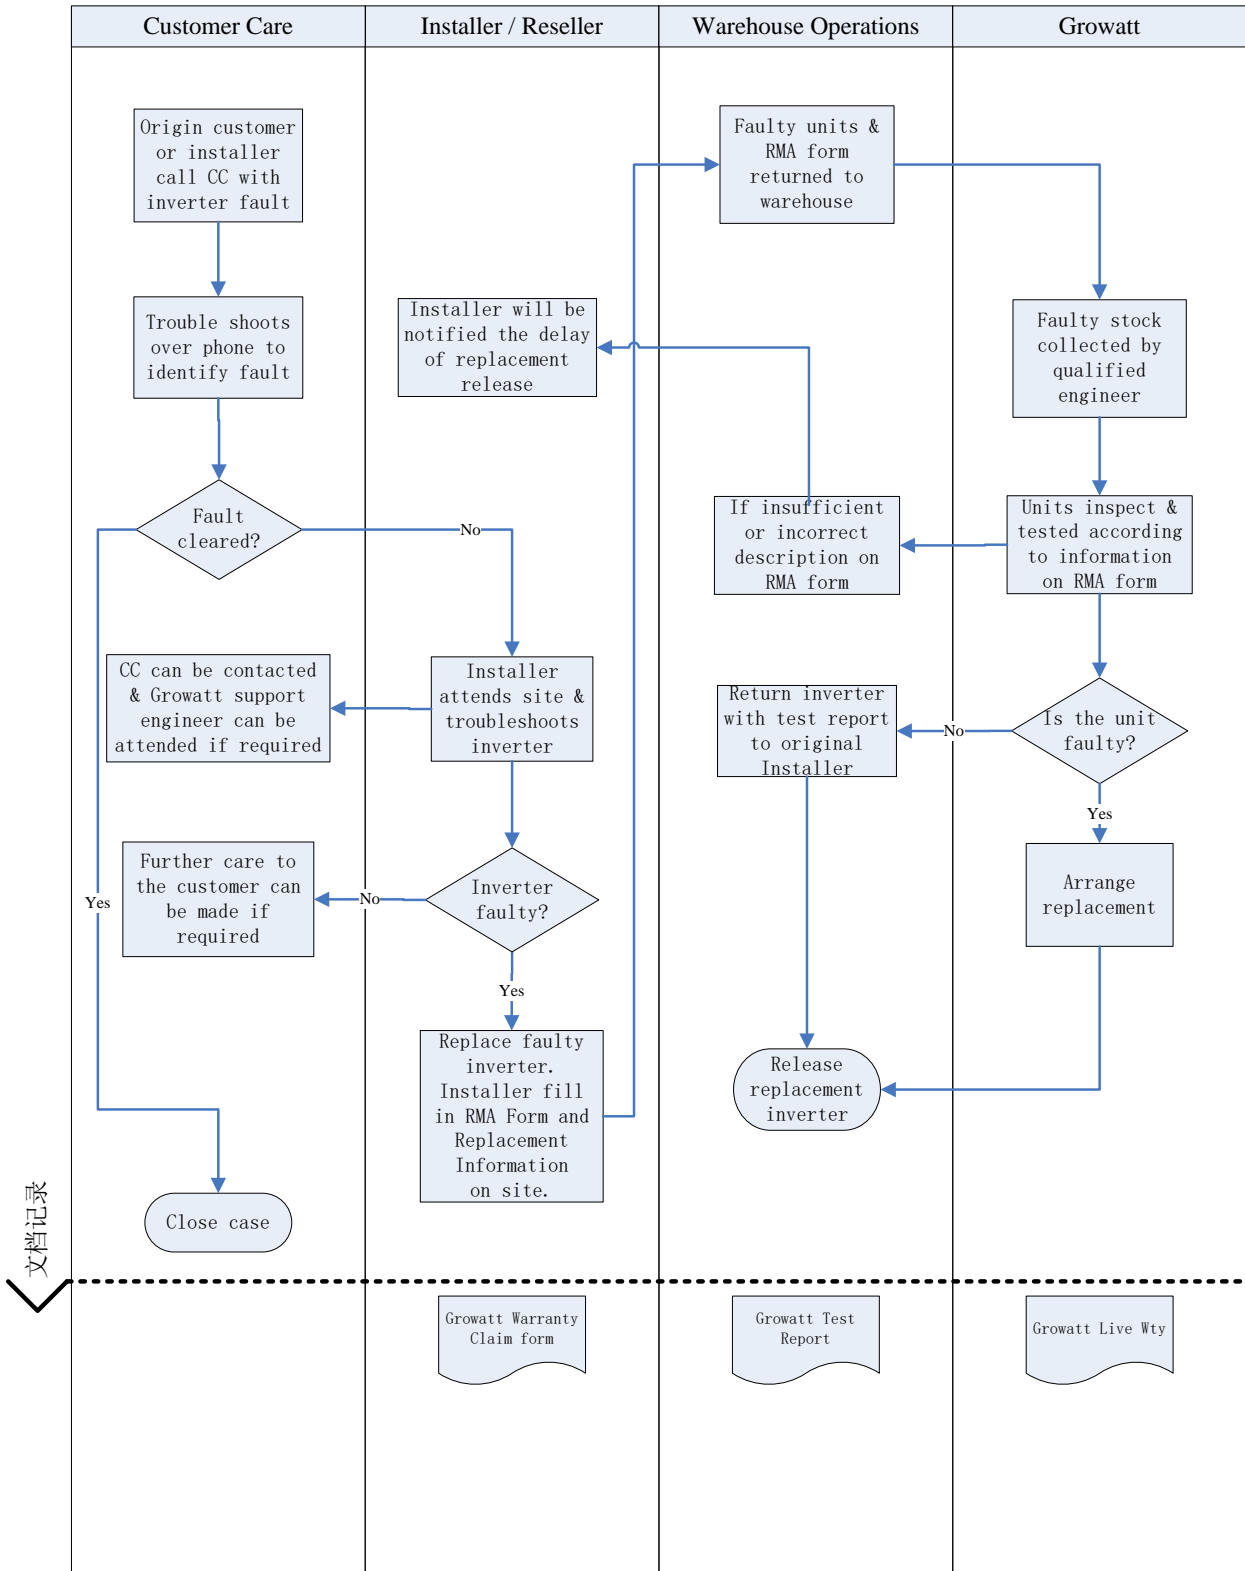 Customer Care
Installer / Reseller
Warehouse Operations
Growatt
Origin customer
or installer
call CC with
inverter fault
Trouble shoots
over phone to
identify fault
Fault
cleared?
Yes
No
CC can be contacted
& Growatt support
engineer can be
attended if required
Further care to
the customer can
be made if
required
Close case
Installer will be
notified the delay
of replacement
release
Installer
attends site &
troubleshoots
inverter
Inverter
faulty?
No
Yes
Replace faulty
inverter.
Installer fill
in RMA Form and
Replacement
Information
on site.
Faulty units &
RMA form
returned to
warehouse
If insufficient
or incorrect
description on
RMA form
Return inverter
with test report
to original
Installer
Release
replacement
inverter
Faulty stock
collected by
qualified
engineer
Units inspect &
tested according
to information
on RMA form
Is the unit
faulty?
No
Yes
Arrange
replacement
文档记录
Growatt Warranty
Claim form
Growatt Test
Report
Growatt Live Wty